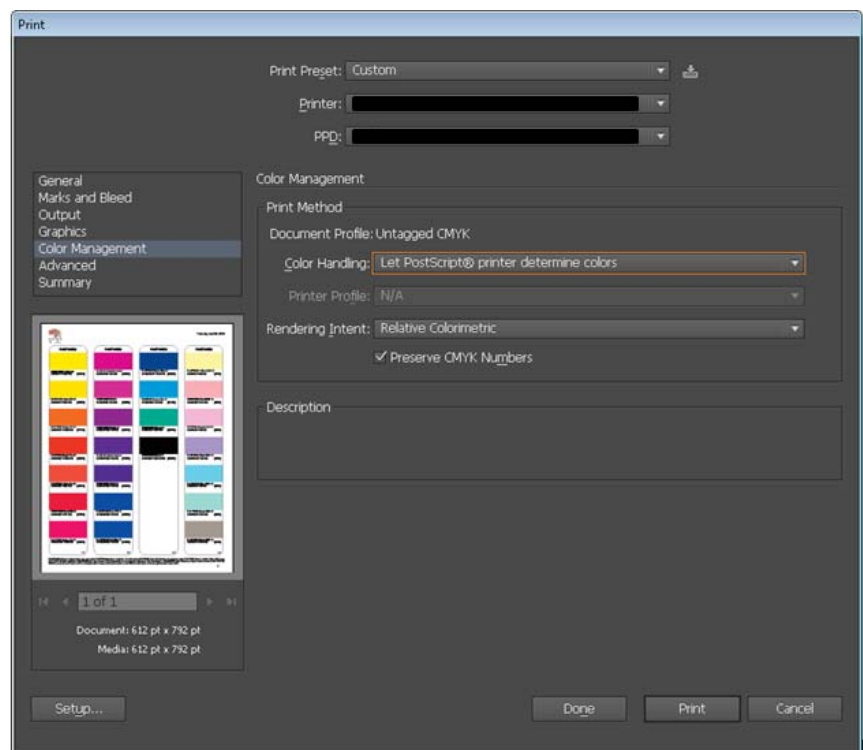 Print
Print Preset: Custom
Printer:
PPD:
General
Marks and Bleed
Output
Graphics
Color Management
Advanced
Summary
Color Management
Print Method
Document Profile: Untagged CMYK
Color Handling: Let PostScript® printer determine colors
Printer Profile: N/A
Rendering Intent: Relative Colorimetric
Preserve CMYK Numbers
Description
1 of 1
Document: 612 pt x 792 pt
Media: 612 pt x 792 pt
Setup...
Done
Print
Cancel